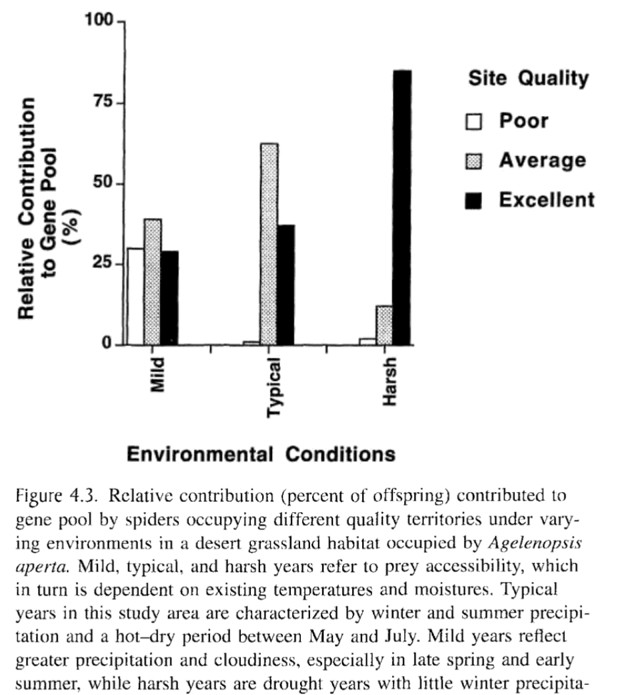 100
75
50
25
0
Relative Contribution
to Gene Pool
(%)
Site Quality
Poor
Average
Excellent
Mild
Typical
Harsh
Environmental Conditions
Figure 4.3. Relative contribution (percent of offspring) contributed to
gene pool by spiders occupying different quality territories under vary-
ing environments in a desert grassland habitat occupied by Agelenopsis
aperta. Mild, typical, and harsh years refer to prey accessibility, which
in turn is dependent on existing temperatures and moistures. Typical
years in this study area are characterized by winter and summer precipi-
tation and a hot–dry period between May and July. Mild years reflect
greater precipitation and cloudiness, especially in late spring and early
summer, while harsh years are drought years with little winter precipita-